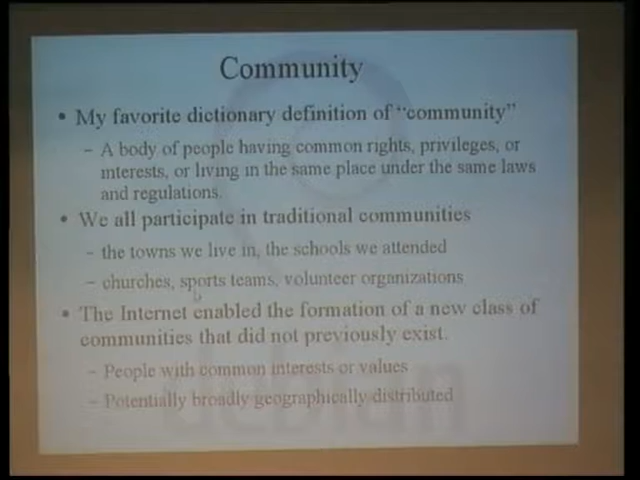 Community
• My favorite dictionary definition of "community"
– A body of people having common rights, privileges, or
interests, or living in the same place under the same laws
and regulations.
• We all participate in traditional communities
– the towns we live in, the schools we attended
– churches, sports teams, volunteer organizations
• The Internet enabled the formation of a new class of
communities that did not previously exist.
– People with common interests or values
– Potentially broadly geographically distributed
debian